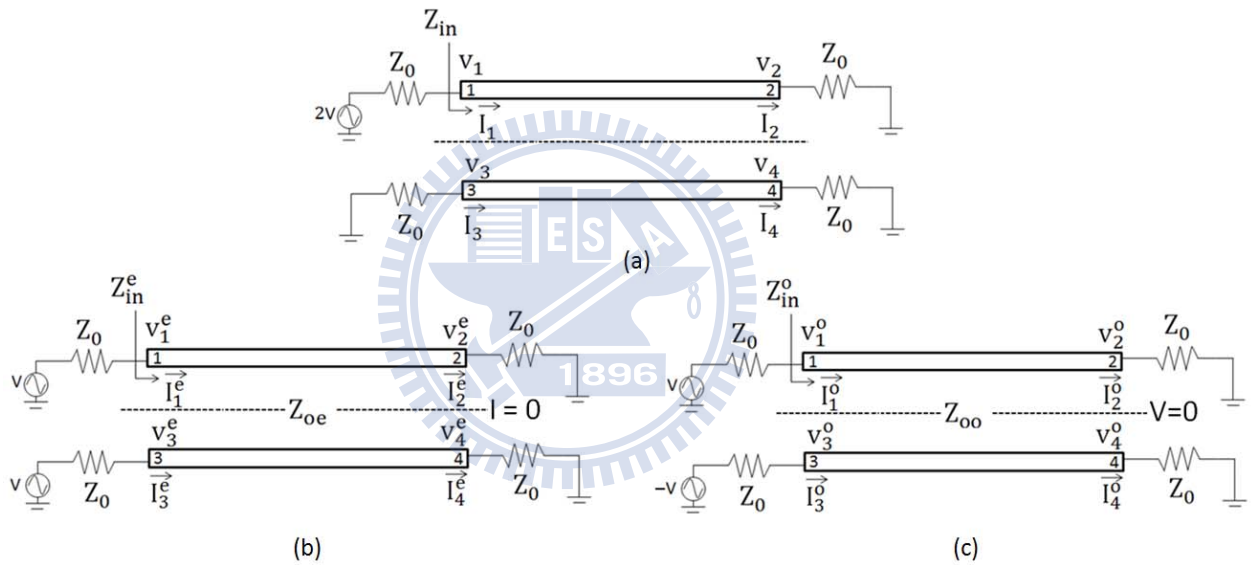 Z_in
Z_0 V_1 V_2 Z_0
1 2
2V I_1 I_2
V_3 V_4
3 4
Z_0 I_3 I_4 Z_0
(a)
ES A
1896
Z_in^e
Z_0 V_1^e V_2^e Z_0
1 2
V I_1^e I_2^e
Z_oe I = 0
V_3^e V_4^e
3 4
V Z_0 I_3^e I_4^e Z_0
(b)
Z_in^o
Z_0 V_1^o V_2^o Z_0
1 2
V I_1^o I_2^o
Z_oo V=0
V_3^o V_4^o
3 4
-V Z_0 I_3^o I_4^o Z_0
(c)